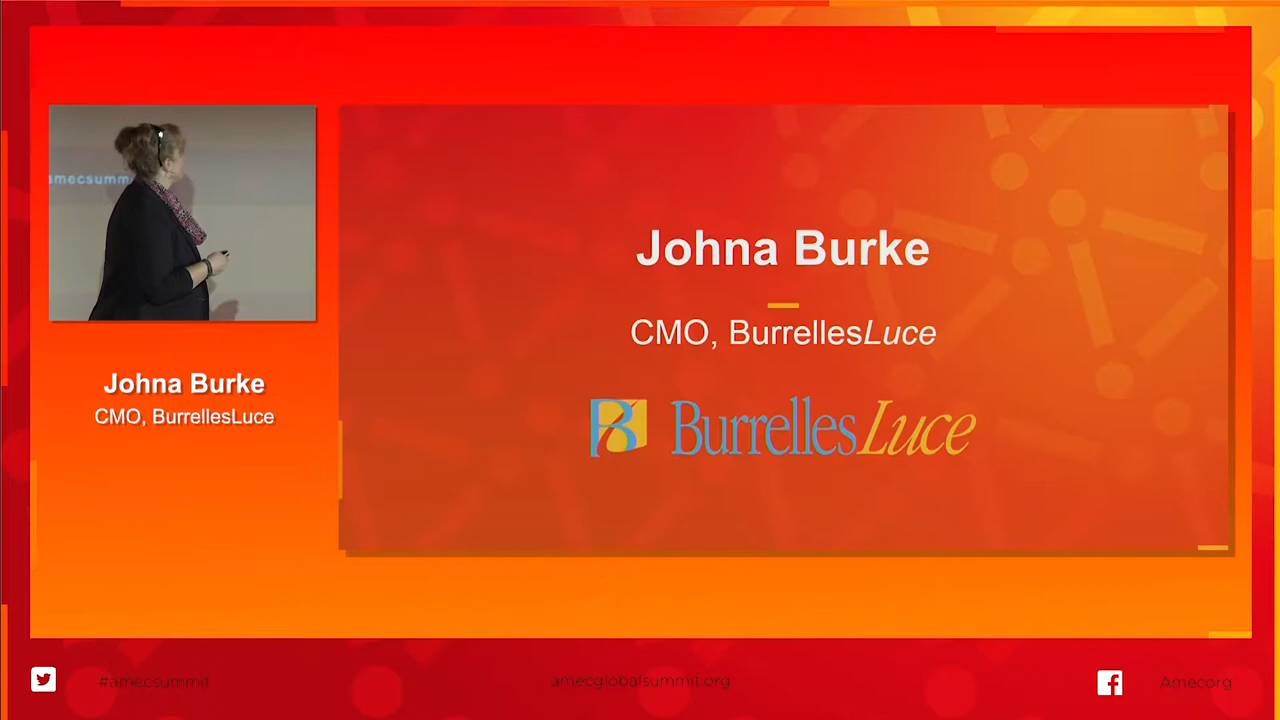 amecsumm
Johna Burke
CMO, BurrellesLuce
Johna Burke
CMO, BurrellesLuce
B BurrellesLuce
#amecsummit
amecglobalsummit.org
Amecorg